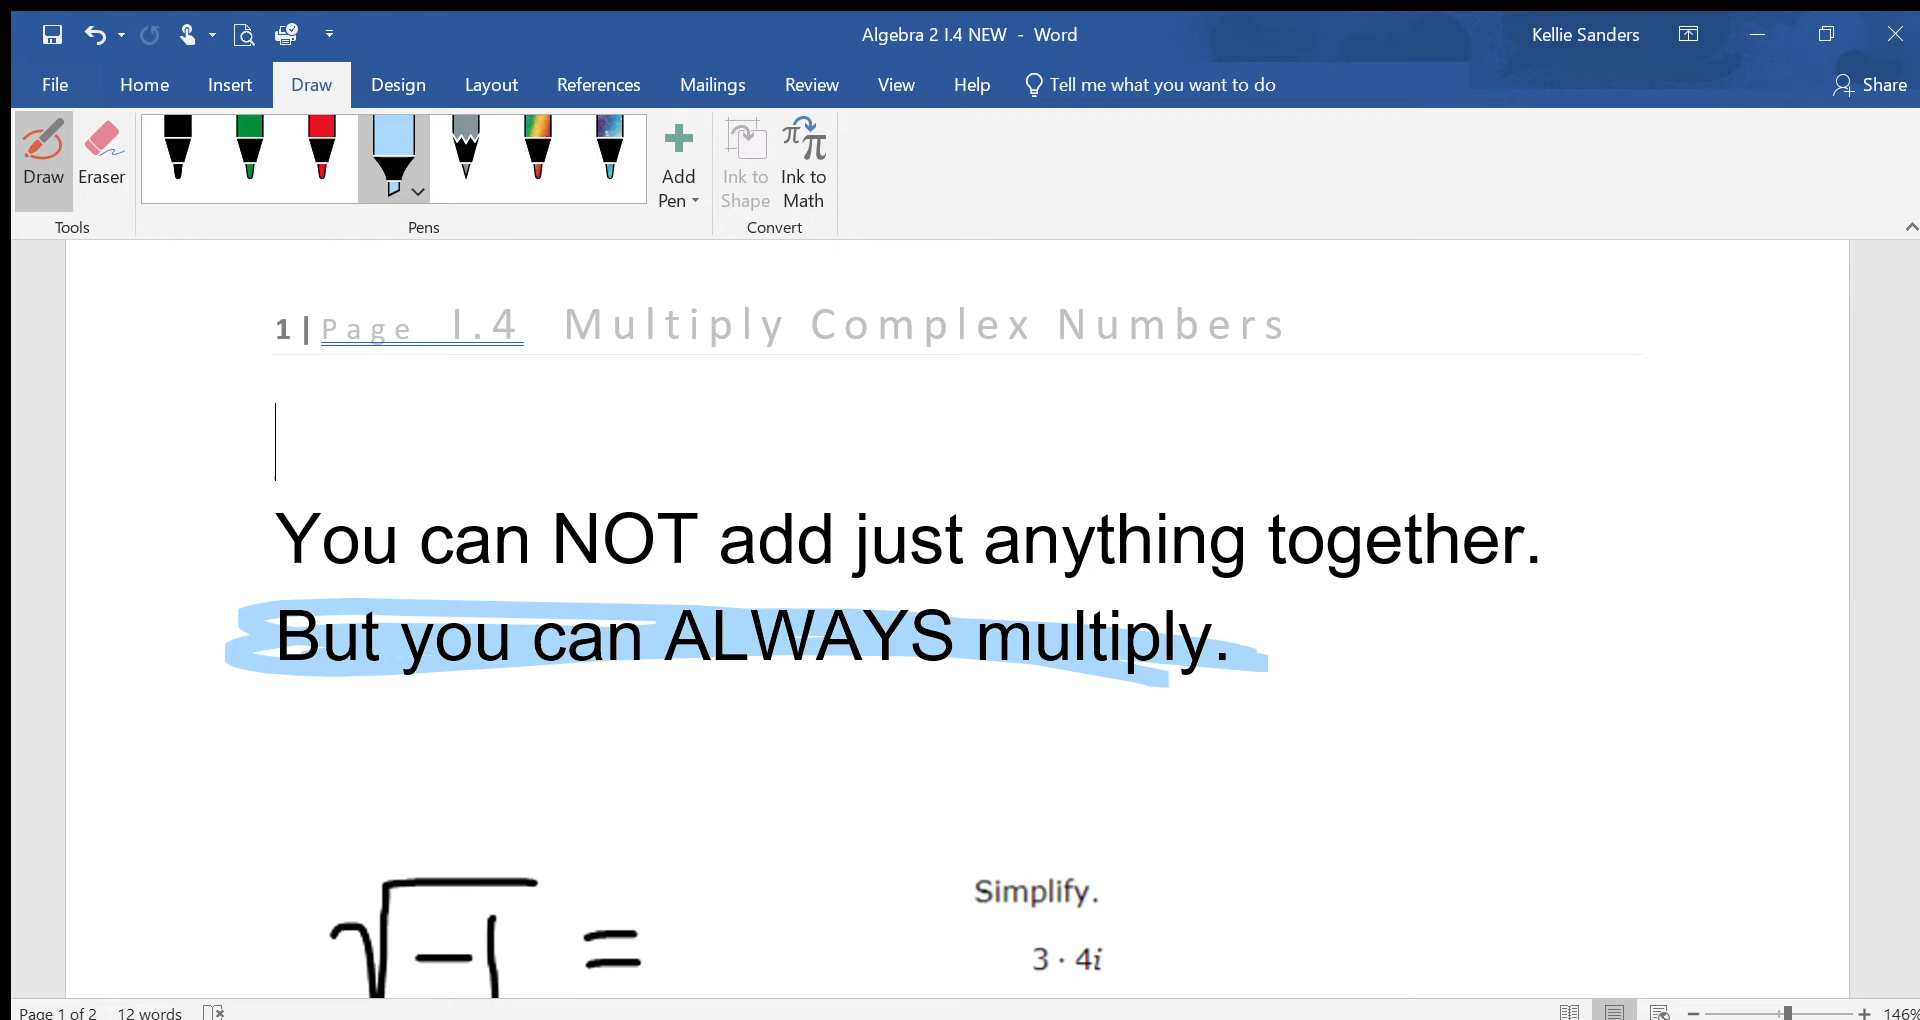 Algebra 2 I.4 NEW - Word
Kellie Sanders
File Home Insert Draw Design Layout References Mailings Review View Help Tell me what you want to do Share
Draw Eraser Add Pen Ink to Shape Ink to Math
Tools Pens Convert
1 | Page I.4 Multiply Complex Numbers
You can NOT add just anything together.
But you can ALWAYS multiply.
√-1 =
Simplify.
3 · 4i
Page 1 of 2 12 words 146%